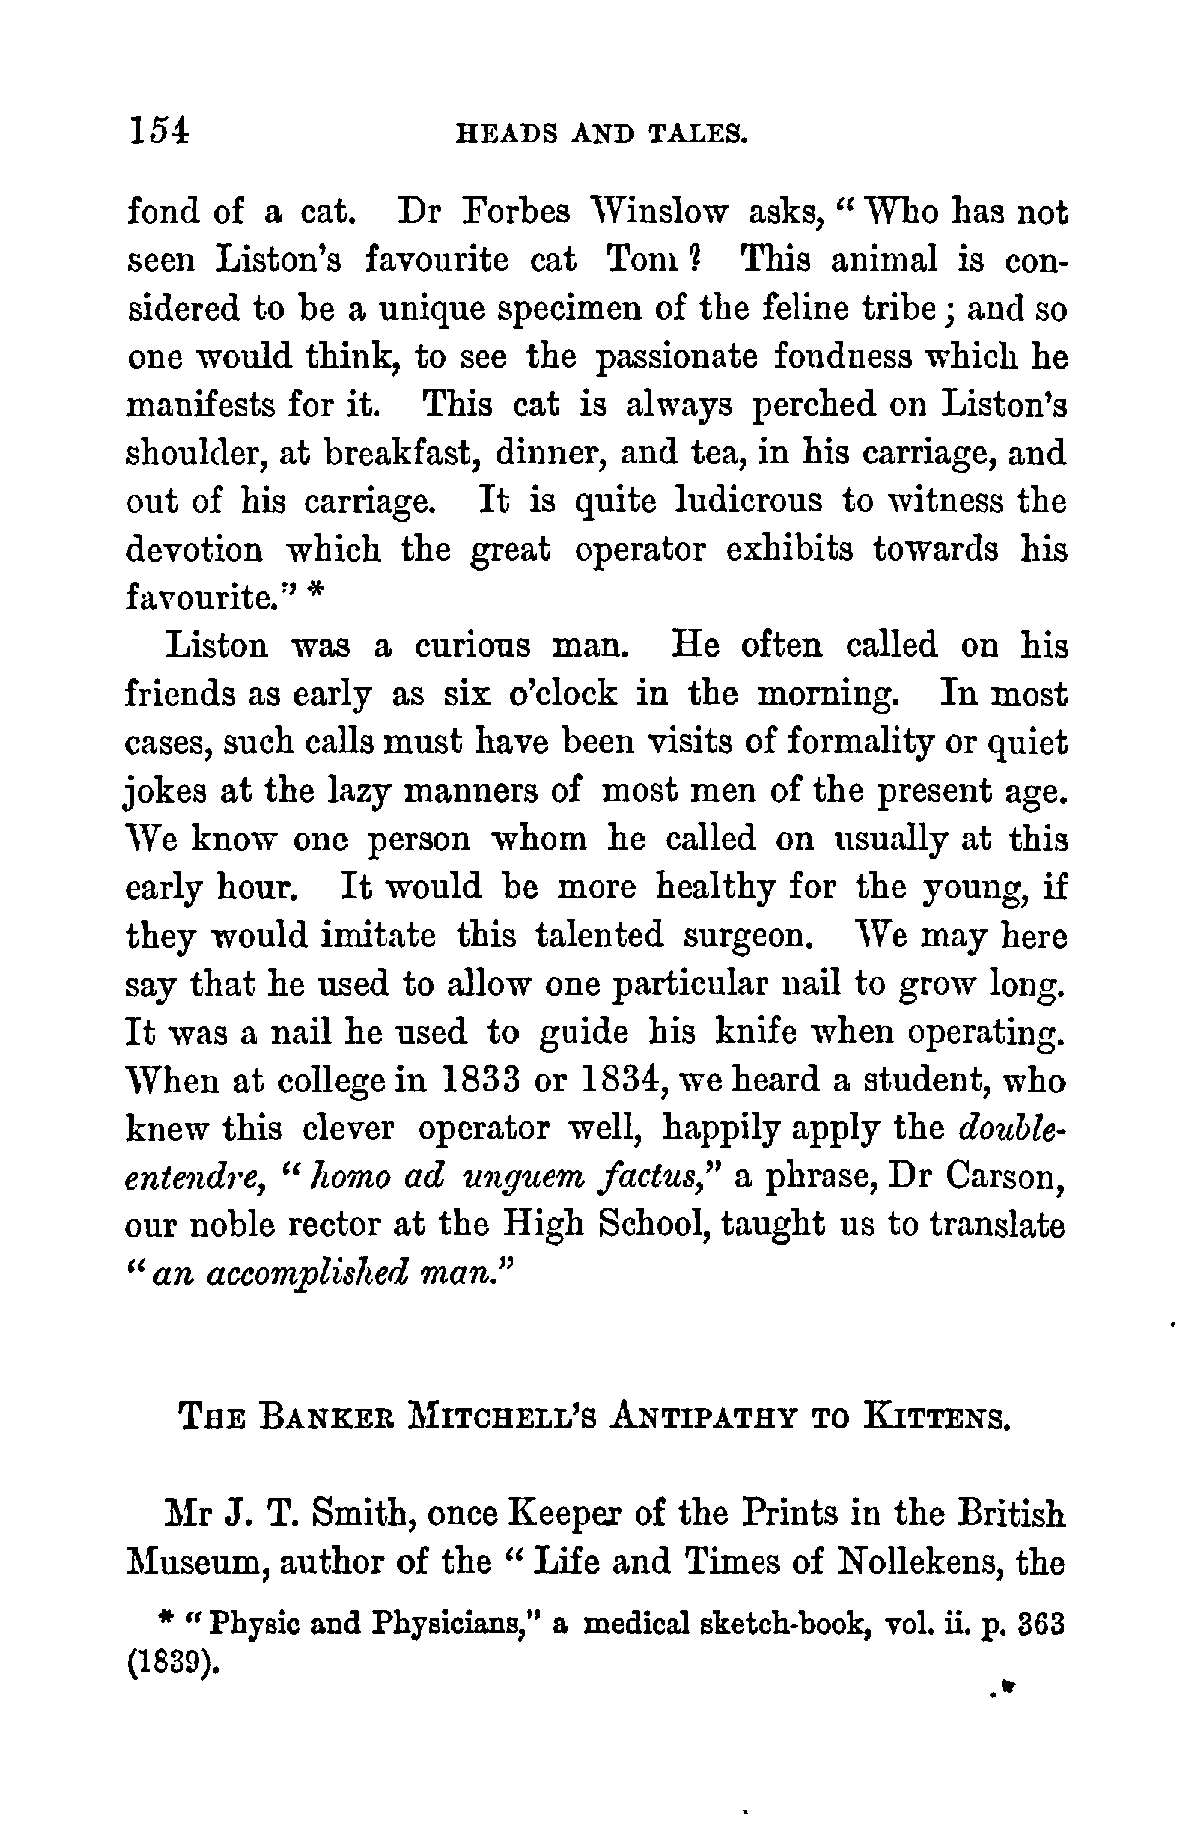 154 HEADS AND TALES.
fond of a cat. Dr Forbes Winslow asks, “ Who has not
seen Liston’s favourite cat Tom ? This animal is con-
sidered to be a unique specimen of the feline tribe ; and so
one would think, to see the passionate fondness which he
manifests for it. This cat is always perched on Liston’s
shoulder, at breakfast, dinner, and tea, in his carriage, and
out of his carriage. It is quite ludicrous to witness the
devotion which the great operator exhibits towards his
favourite.” *
Liston was a curious man. He often called on his
friends as early as six o’clock in the morning. In most
cases, such calls must have been visits of formality or quiet
jokes at the lazy manners of most men of the present age.
We know one person whom he called on usually at this
early hour. It would be more healthy for the young, if
they would imitate this talented surgeon. We may here
say that he used to allow one particular nail to grow long.
It was a nail he used to guide his knife when operating.
When at college in 1833 or 1834, we heard a student, who
knew this clever operator well, happily apply the double-
entendre, “ homo ad unguem factus,” a phrase, Dr Carson,
our noble rector at the High School, taught us to translate
“ an accomplished man.”
THE BANKER MITCHELL’S ANTIPATHY TO KITTENS.
Mr J. T. Smith, once Keeper of the Prints in the British
Museum, author of the “ Life and Times of Nollekens, the
* “ Physic and Physicians,” a medical sketch-book, vol. ii. p. 363
(1839).